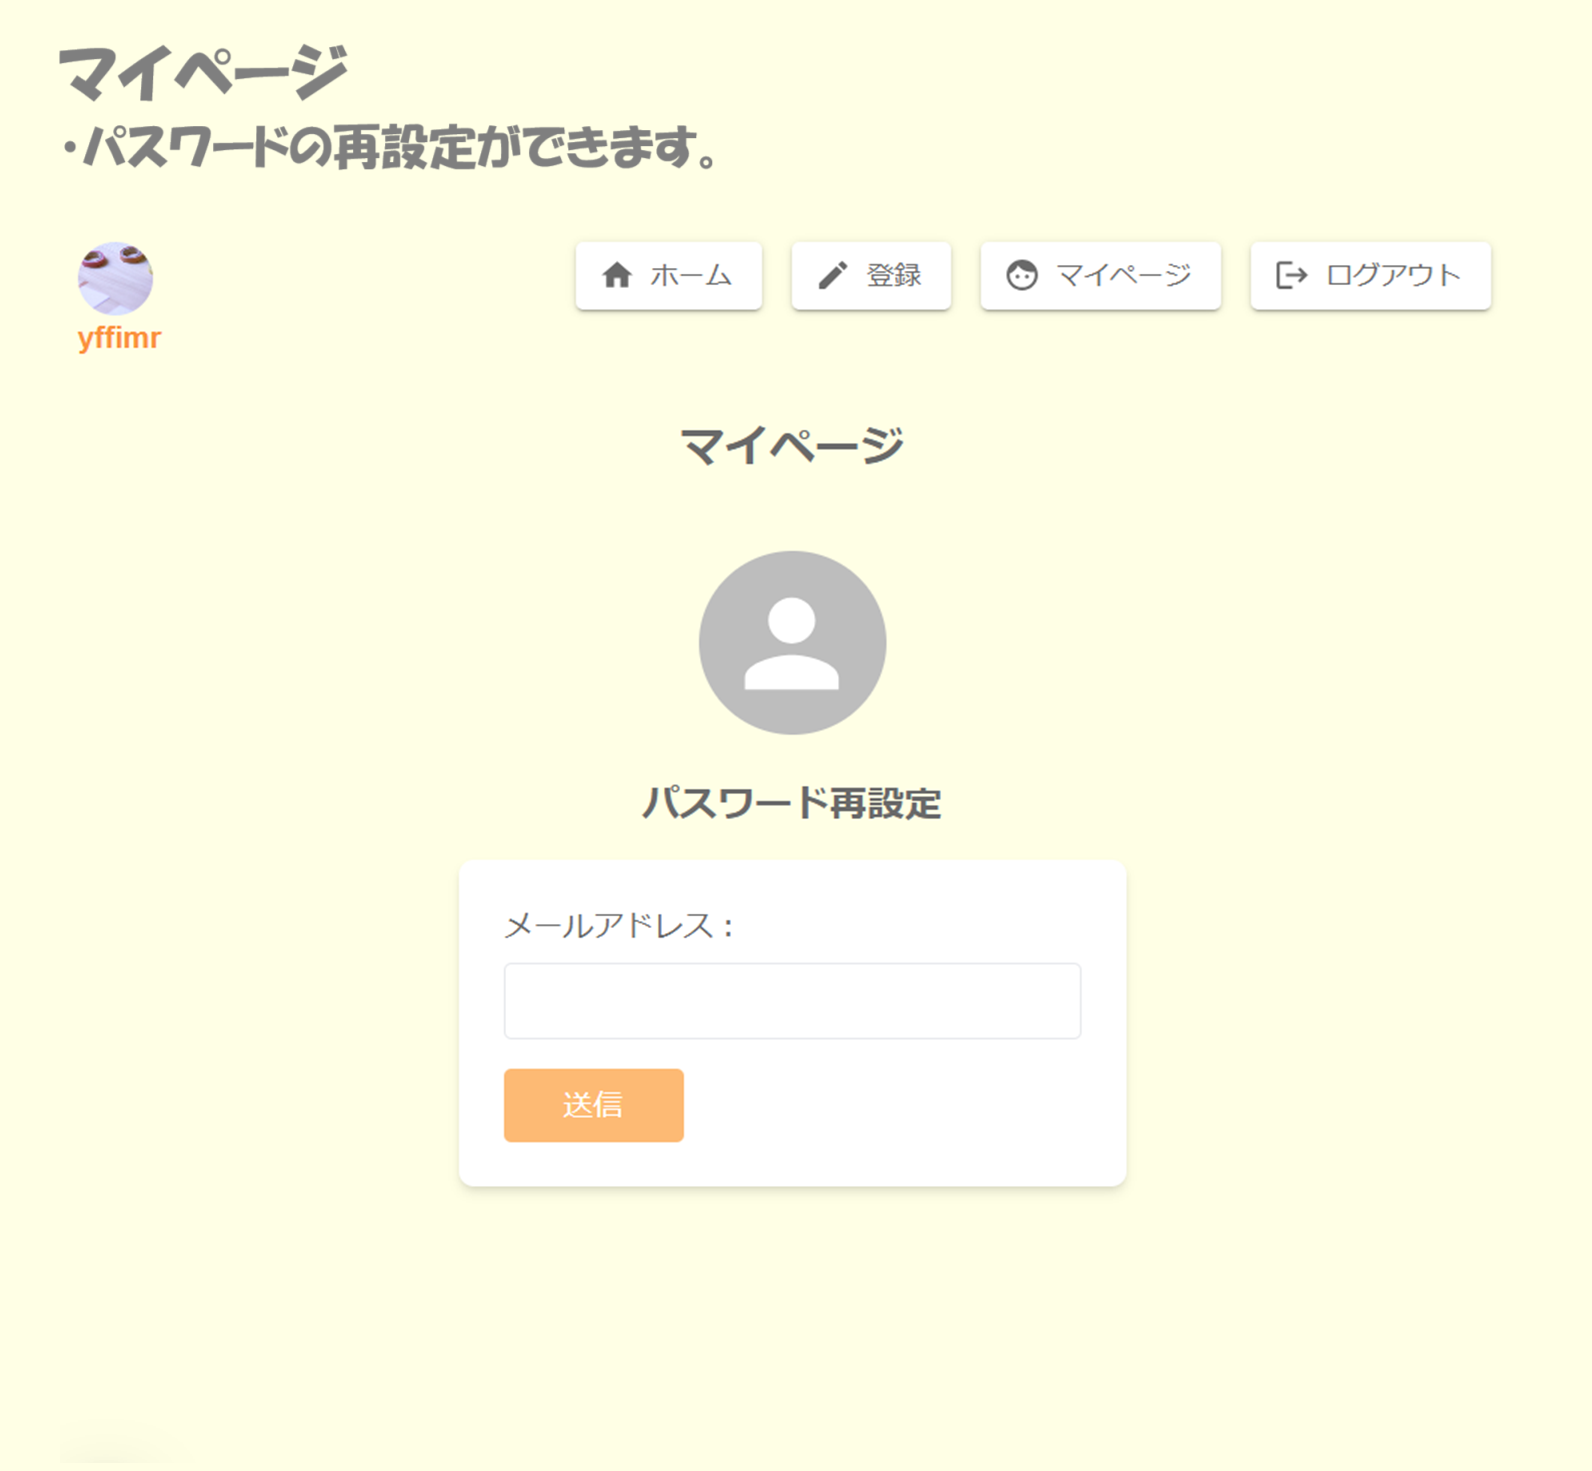 マイページ
・パスワードの再設定ができます。
ホーム
登録
マイページ
ログアウト
yffimr
マイページ
パスワード再設定
メールアドレス：
送信